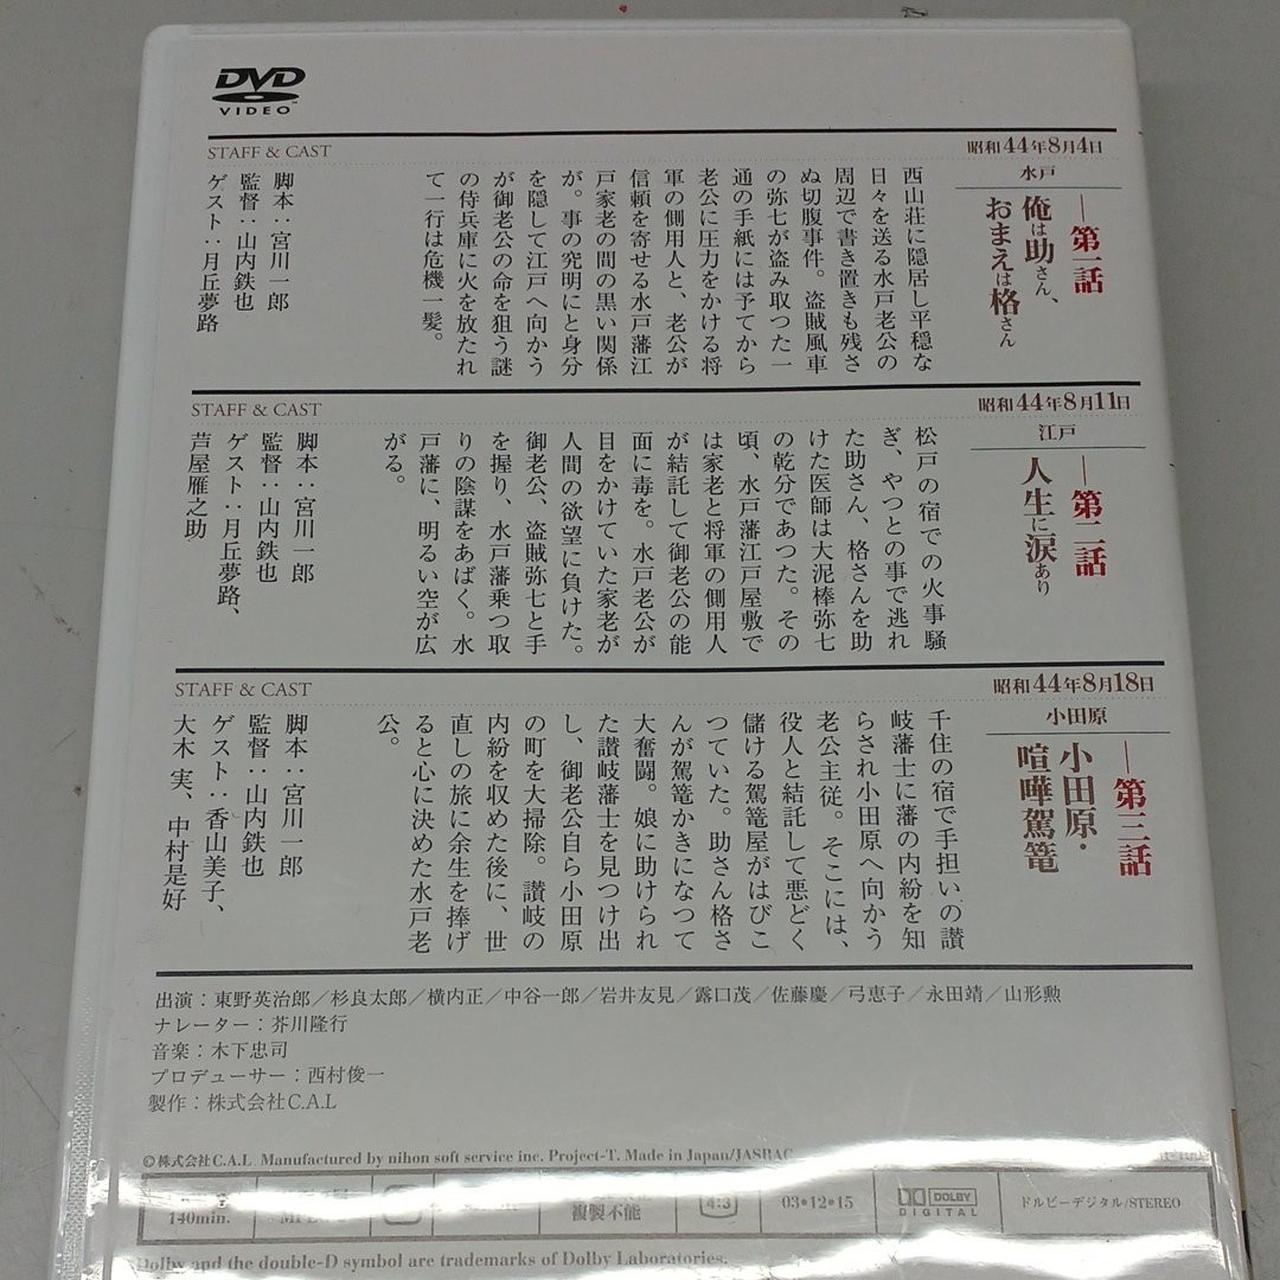 DVD
VIDEO
昭和44年8月4日
水戸
第一話
俺は助さん、
おまえは格さん
西山荘に隠居し平穏な
日々を送る水戸老公の
周辺で書き置きも残さ
ぬ切腹事件。盗賊風車
の弥七が盗み取つた一
通の手紙には予てから
老公に圧力をかける将
軍の側用人と、老公が
信頼を寄せる水戸藩江
戸家老の間の黒い関係
が。事の究明にと身分
を隠して江戸へ向かう
が御老公の命を狙う謎
の侍兵庫に火を放たれ
て一行は危機一髪。
STAFF & CAST
脚本：宮川一郎
監督：山内鉄也
ゲスト：月丘夢路
昭和44年8月11日
江戸
第二話
人生に涙あり
松戸の宿での火事騒
ぎ、やつとの事で逃れ
た助さん、格さんを助
けた医師は大泥棒弥七
の乾分であつた。その
頃、水戸藩江戸屋敷で
は家老と将軍の側用人
が結託して御老公の能
面に毒を。水戸老公が
目をかけていた家老が
人間の欲望に負けた。
御老公、盗賊弥七と手
を握り、水戸藩乗つ取
りの陰謀をあばく。水
戸藩に、明るい空が広
がる。
STAFF & CAST
脚本：宮川一郎
監督：山内鉄也
ゲスト：月丘夢路、
芦屋雁之助
昭和44年8月18日
小田原
第三話
小田原・
喧嘩駕篭
千住の宿で手担いの讃
岐藩士に藩の内紛を知
らされ小田原へ向かう
老公主従。そこには、
役人と結託して悪どく
儲ける駕篭屋がはびこ
つていた。助さん格さ
んが駕篭かきになつて
大奮闘。娘に助けられ
た讃岐藩士を見つけ出
し、御老公自ら小田原
の町を大掃除。讃岐の
内紛を収めた後に、世
直しの旅に余生を捧げ
ると心に決めた水戸老
公。
STAFF & CAST
脚本：宮川一郎
監督：山内鉄也
ゲスト：香山美子、
大木 実、中村是好
出演：東野英治郎／杉良太郎／横内正／中谷一郎／岩井友見／露口茂／佐藤慶／弓恵子／永田靖／山形勲
ナレーター：芥川隆行
音楽：木下忠司
プロデューサー：西村俊一
製作：株式会社C.A.L
©株式会社C.A.L Manufactured by nihon soft service inc. Project-T. Made in Japan/JASRAC
140min.
複製不能
4:3
03•12•15
DOLBY
DIGITAL
ドルビーデジタル/STEREO
Dolby and the double-D symbol are trademarks of Dolby Laboratories.